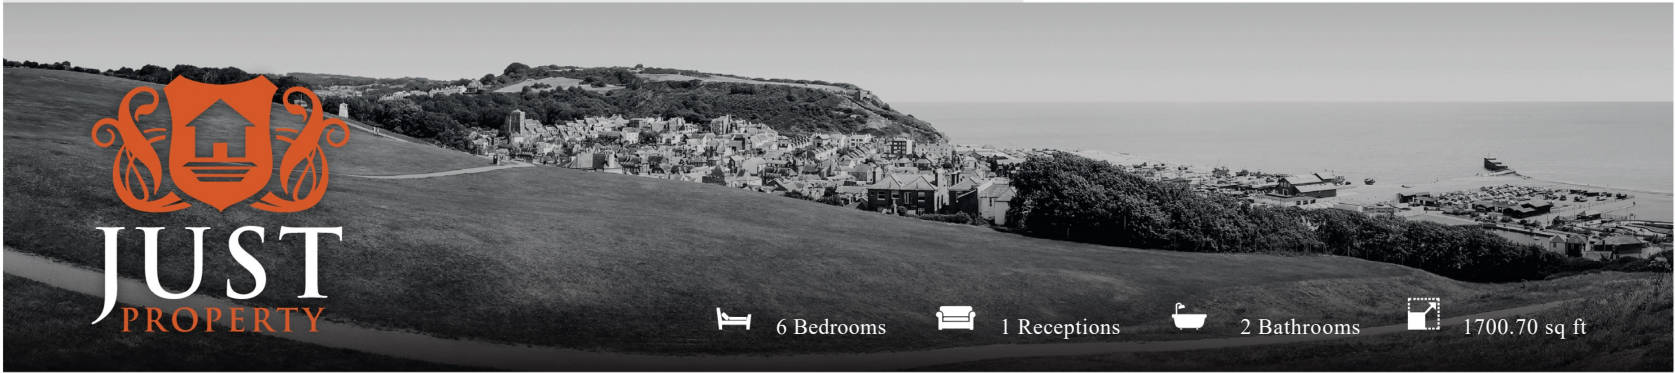 JUST
PROPERTY
6 Bedrooms
1 Receptions
2 Bathrooms
1700.70 sq ft